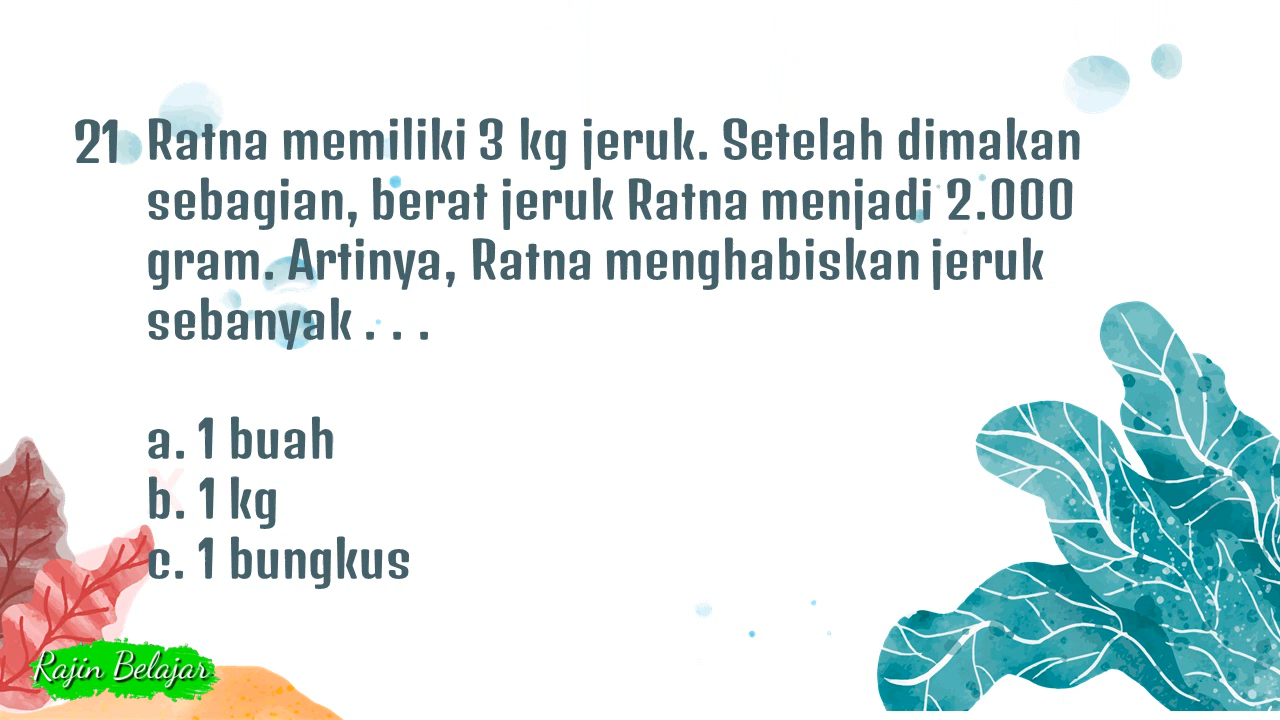 21 Ratna memiliki 3 kg jeruk. Setelah dimakan
sebagian, berat jeruk Ratna menjadi 2.000
gram. Artinya, Ratna menghabiskan jeruk
sebanyak . . .
a. 1 buah
b. 1 kg
c. 1 bungkus
Rajin Belajar